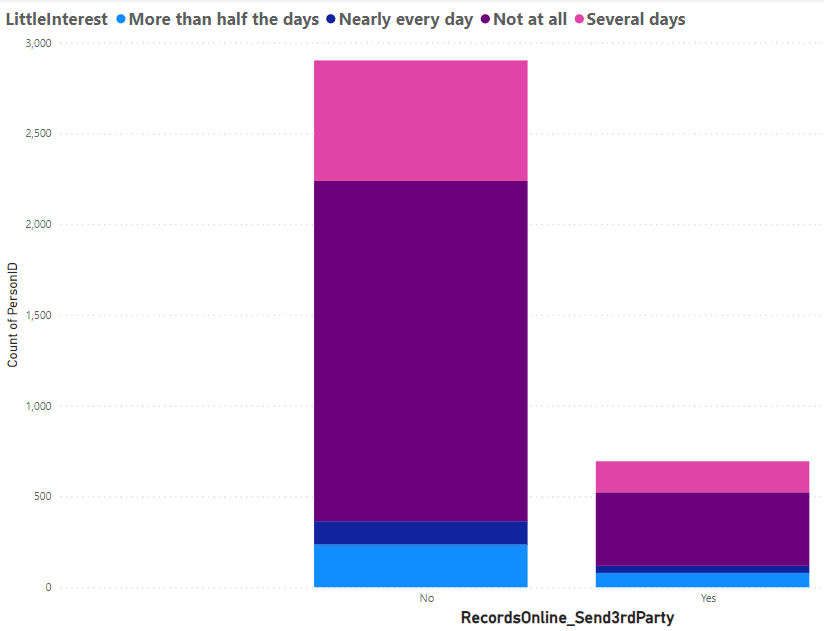 LittleInterest More than half the days Nearly every day Not at all Several days
3,000
2,500
2,000
1,500
1,000
500
0
Count of PersonID
No Yes
RecordsOnline_Send3rdParty